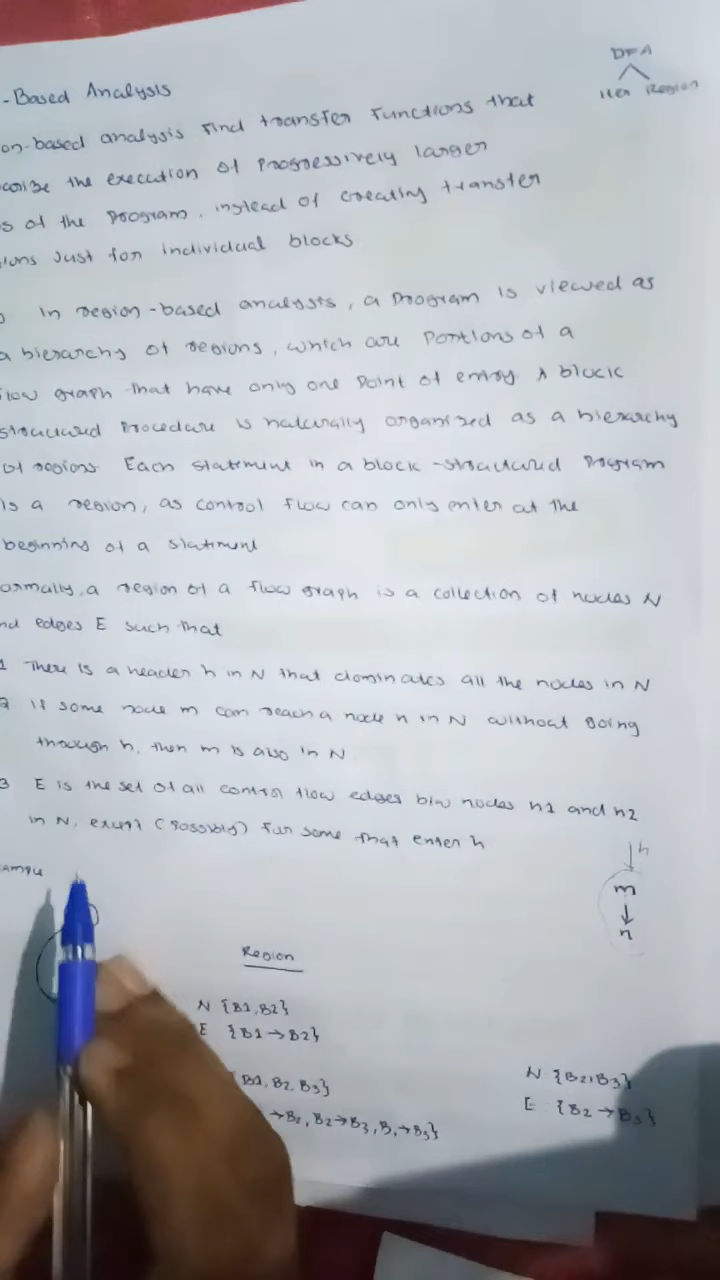 DFA
Iter Region
-Based Analysis
on-based analysis find transfer functions that
the execution of Progressively larger
s of the program, instead of creating transfer
ions Just for individual blocks
In region-based analysis, a Program is viewed as
a hierarchy of regions, which are Portions of a
low graph that have only one Point of entry A block
structured Procedure is naturally organized as a hierarchy
of regions Each statement in a block-structured Program
is a region, as control flow can only enter at the
beginning of a statement
ormally, a region of a flow graph is a collection of nodes N
nd edges E such that
1 There is a header h in N that dominates all the nodes in N
2 If some node m can reach a node n in N without going
through h, then m is also in N
3 E is the set of all control flow edges b/w nodes n1 and n2
in N, except (possibly) for some that enter h
h
m
n
Region
N {B1, B2}
E {B1→B2}
B1, B2, B3}
→B2, B2→B3, B1→B3}
N {B2, B3}
E {B2→B3}